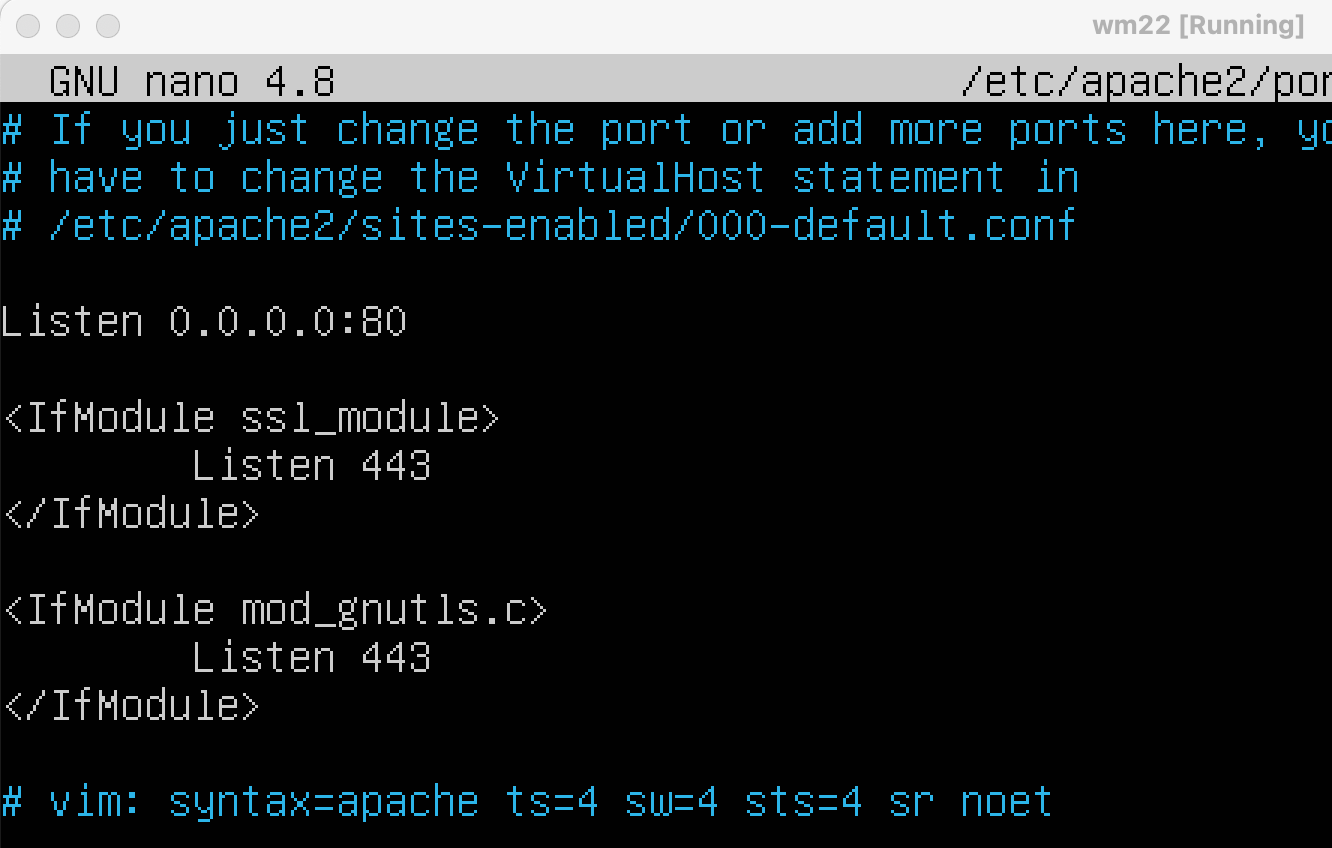 wm22 [Running]
GNU nano 4.8 /etc/apache2/por
# If you just change the port or add more ports here, yo
# have to change the VirtualHost statement in
# /etc/apache2/sites-enabled/000-default.conf
Listen 0.0.0.0:80
<IfModule ssl_module>
Listen 443
</IfModule>
<IfModule mod_gnutls.c>
Listen 443
</IfModule>
# vim: syntax=apache ts=4 sw=4 sts=4 sr noet